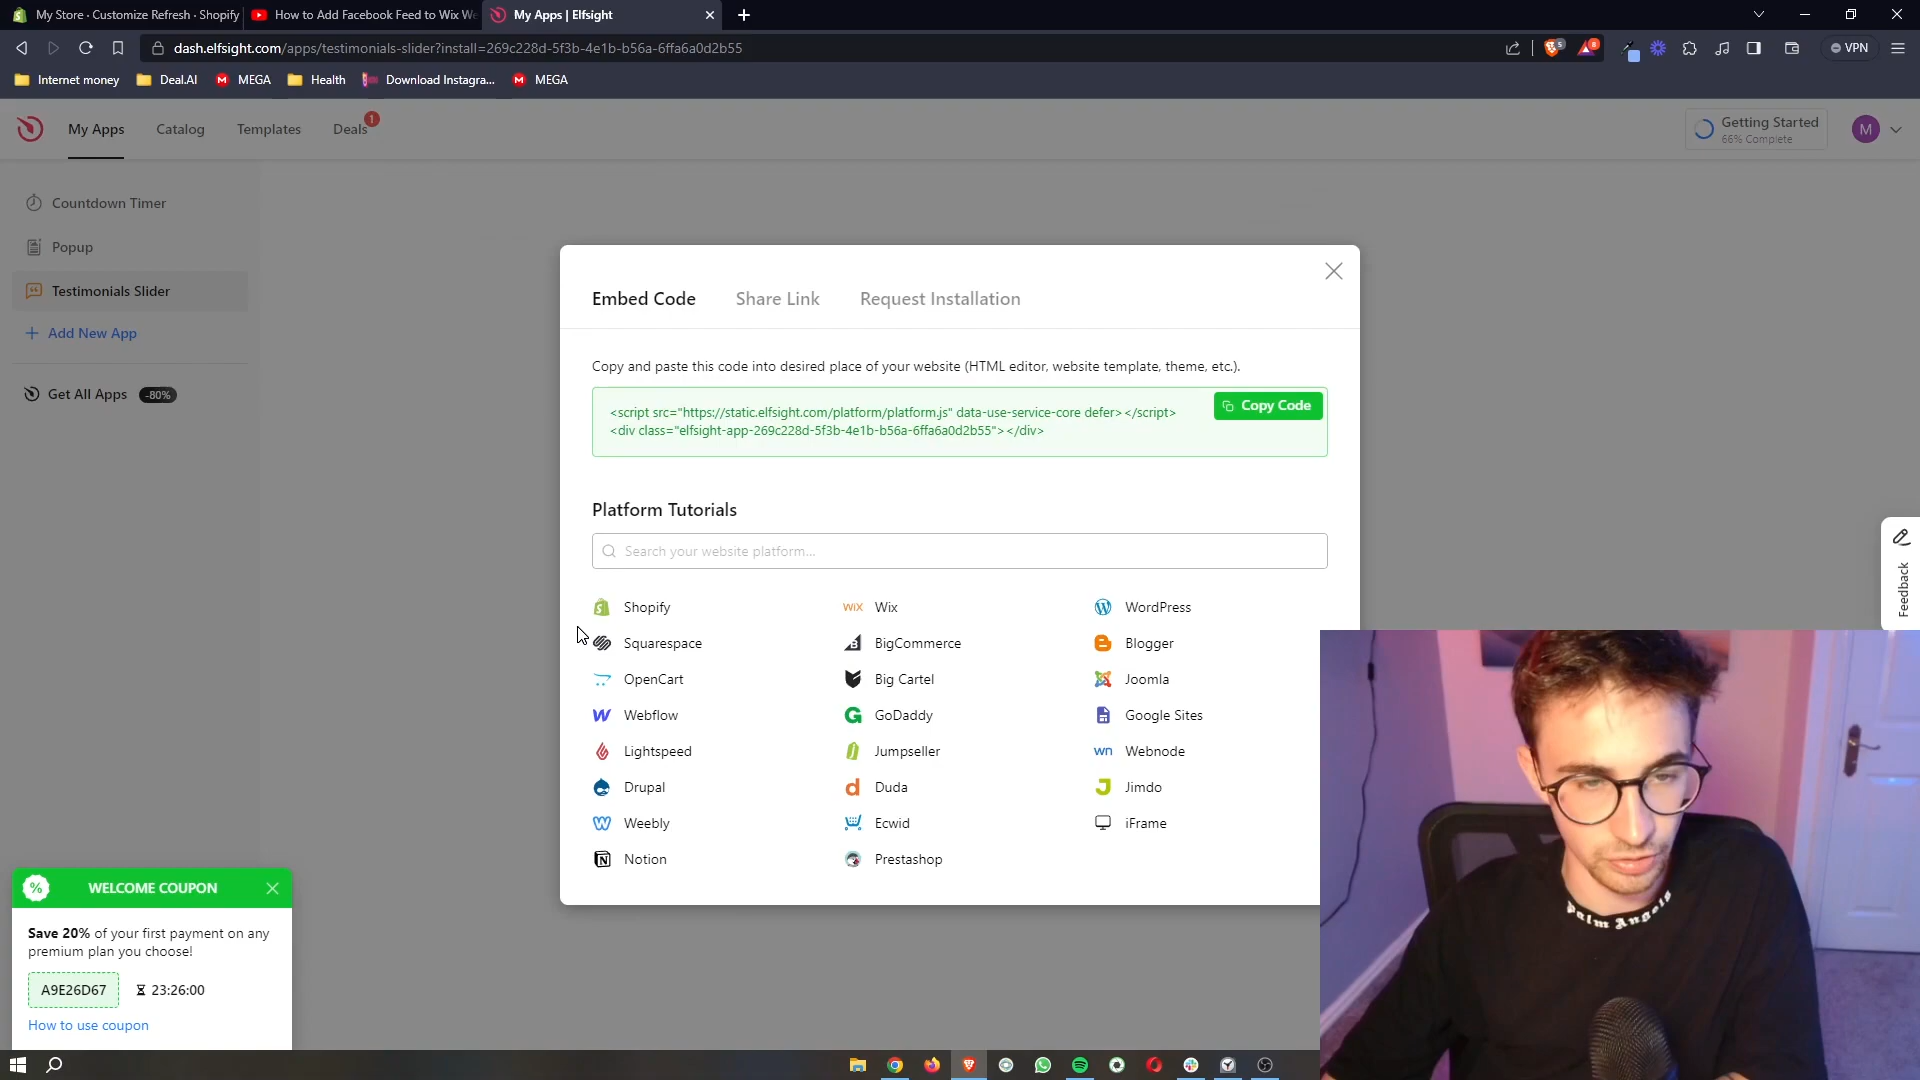 My Store · Customize Refresh · Shopify
How to Add Facebook Feed to Wix We
My Apps | Elfsight
dash.elfsight.com/apps/testimonials-slider?install=269c228d-5f3b-4e1b-b56a-6ffa6a0d2b55
5
8
VPN
Internet money
Deal.AI
MEGA
Health
Download Instagra...
MEGA
My Apps
Catalog
Templates
Deals
1
Getting Started
66% Complete
M
Countdown Timer
Popup
Testimonials Slider
Add New App
Get All Apps
-80%
Embed Code
Share Link
Request Installation
Copy and paste this code into desired place of your website (HTML editor, website template, theme, etc.).
<script src="https://static.elfsight.com/platform/platform.js" data-use-service-core defer></script>
<div class="elfsight-app-269c228d-5f3b-4e1b-b56a-6ffa6a0d2b55"></div>
Copy Code
Platform Tutorials
Search your website platform...
Shopify
WIX Wix
WordPress
Squarespace
BigCommerce
Blogger
OpenCart
Big Cartel
Joomla
Webflow
GoDaddy
Google Sites
Lightspeed
Jumpseller
wn Webnode
Drupal
Duda
Jimdo
Weebly
Ecwid
iFrame
Notion
Prestashop
Feedback
% WELCOME COUPON
Save 20% of your first payment on any
premium plan you choose!
A9E26D67
23:26:00
How to use coupon
Palm Angels